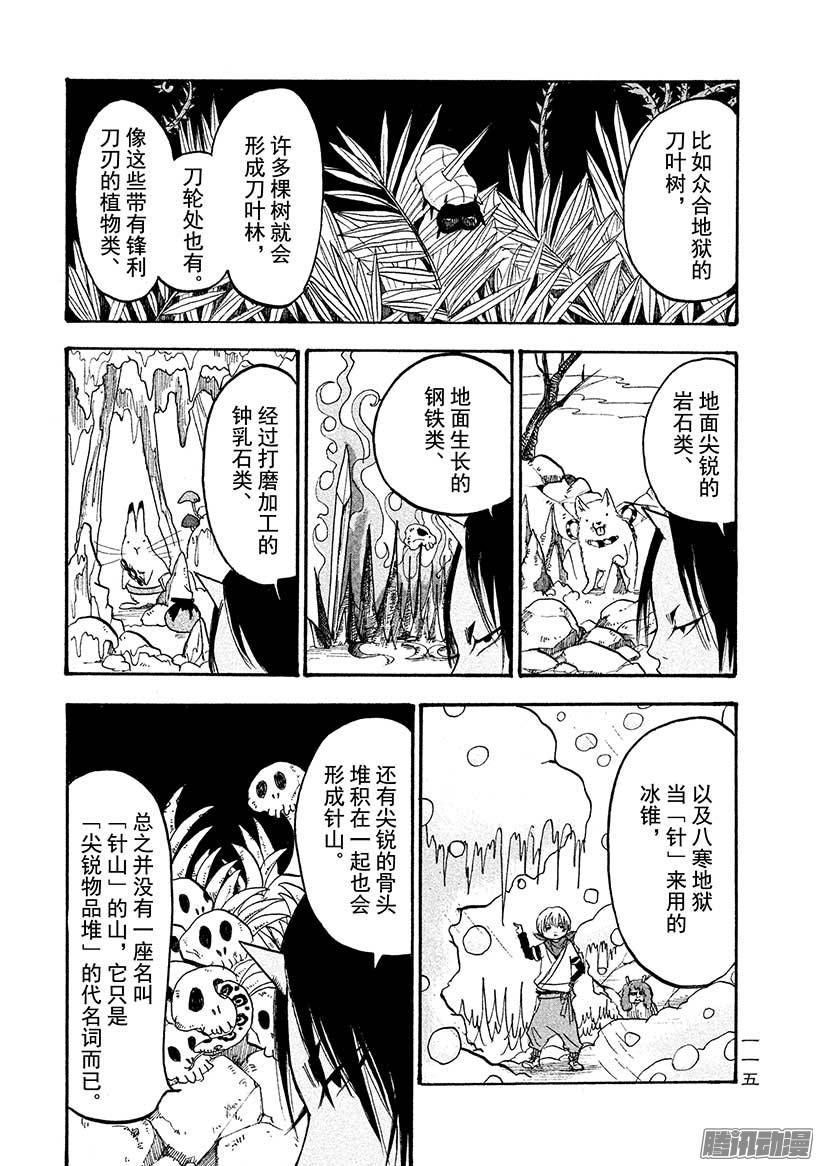 比如众合地狱的
刀叶树，
许多棵树就会
形成刀叶林，
刀轮处也有。
像这些带有锋利
刀刃的植物类、
地面尖锐的
岩石类、
地面生长的
钢铁类、
经过打磨加工的
钟乳石类、
以及八寒地狱
当「针」来用的
冰锥，
还有尖锐的骨头
堆积在一起也会
形成针山。
总之并没有一座名叫
「针山」的山，它只是
「尖锐物品堆」的代名词而已。
一一五
腾讯动漫